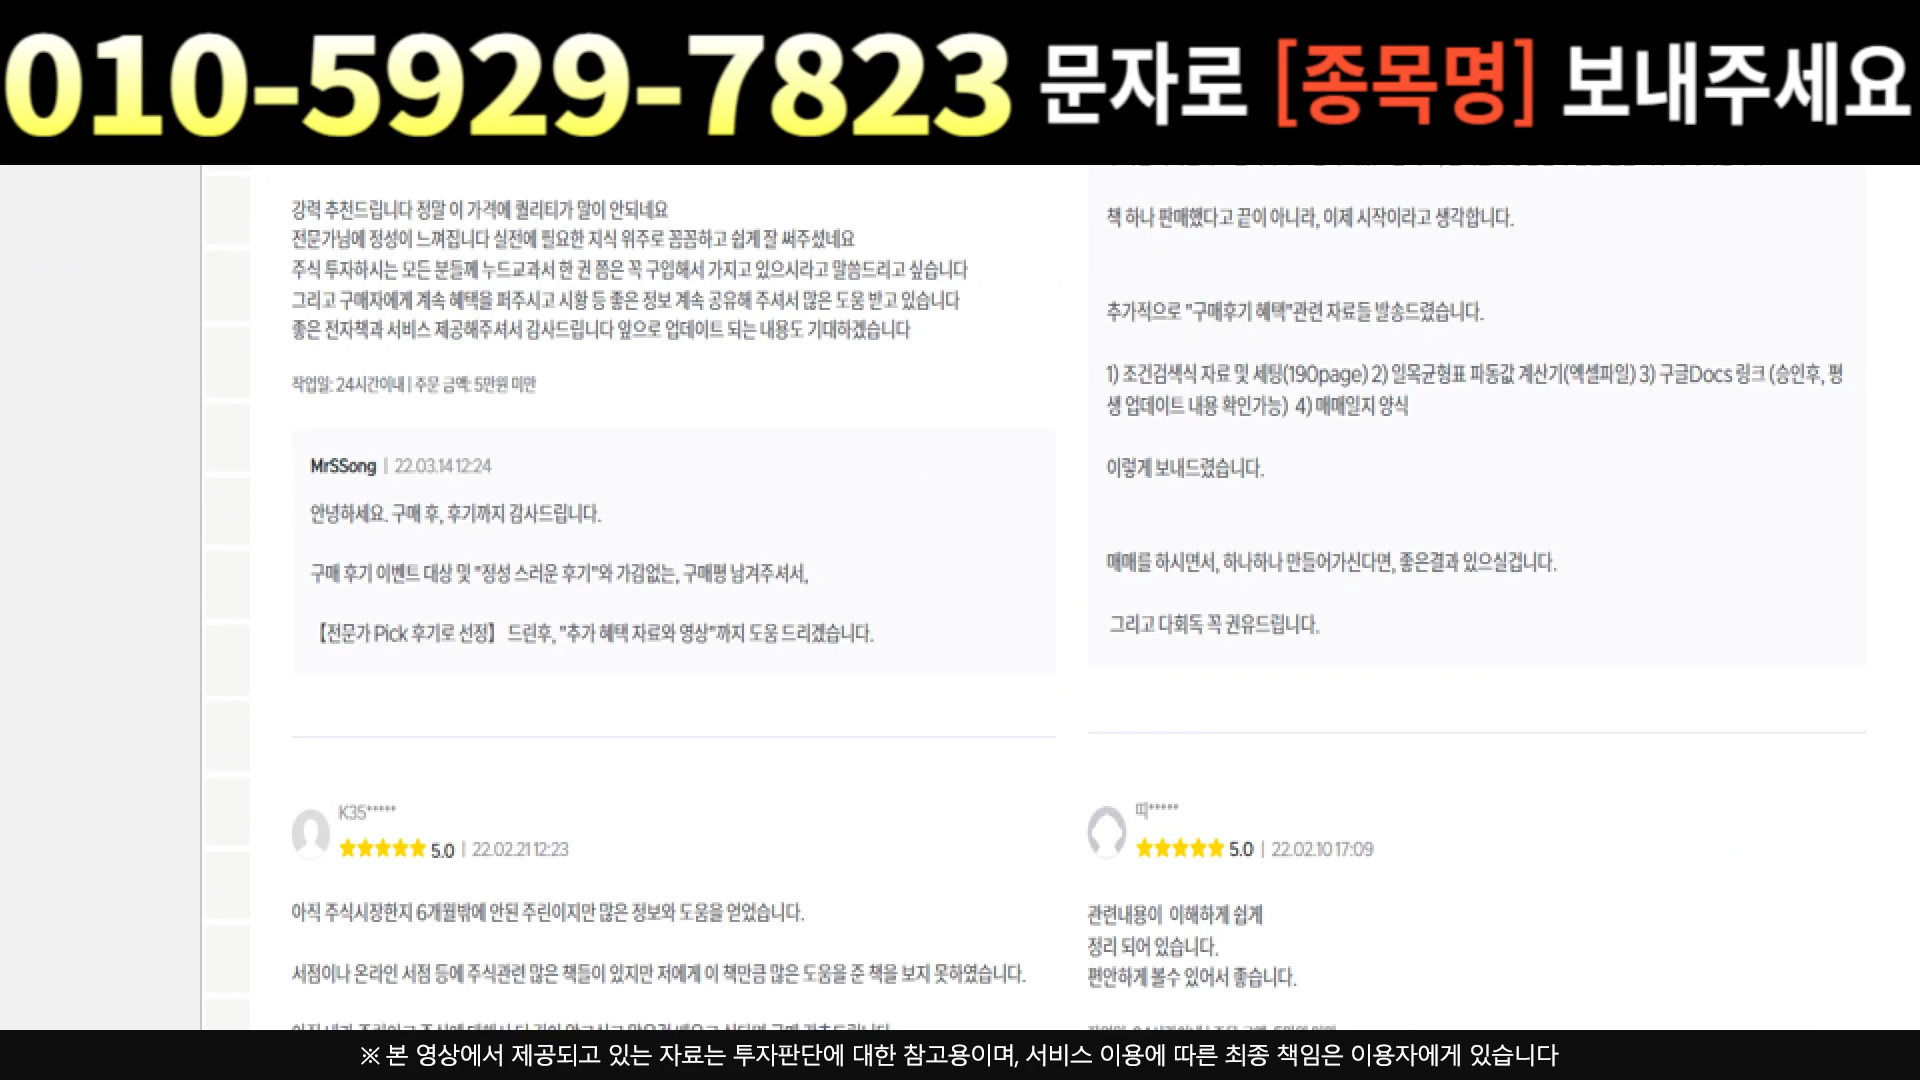 010-5929-7823 문자로 [종목명] 보내주세요
강력 추천드립니다 정말 이 가격에 퀄리티가 말이 안되네요
전문가님에 정성이 느껴집니다 실전에 필요한 지식 위주로 꼼꼼하고 쉽게 잘 써주셨네요
주식 투자하시는 모든 분들께 누드교과서 한 권 쯤은 꼭 구입해서 가지고 있으시라고 말씀드리고 싶습니다
그리고 구매자에게 계속 혜택을 퍼주시고 시황 등 좋은 정보 계속 공유해 주셔서 많은 도움 받고 있습니다
좋은 전자책과 서비스 제공해주셔서 감사드립니다 앞으로 업데이트 되는 내용도 기대하겠습니다
작업일: 24시간이내 | 주문 금액: 5만원 미만
MrSSong | 22.03.14 12:24
안녕하세요. 구매 후, 후기까지 감사드립니다.
구매 후기 이벤트 대상 및 "정성 스러운 후기"와 가감없는, 구매평 남겨주셔서,
【전문가 Pick 후기로 선정】 드린후, "추가 혜택 자료와 영상"까지 도움 드리겠습니다.
K35*****
5.0 | 22.02.21 12:23
아직 주식시장한지 6개월밖에 안된 주린이지만 많은 정보와 도움을 얻었습니다.
서점이나 온라인 서점 등에 주식관련 많은 책들이 있지만 저에게 이 책만큼 많은 도움을 준 책을 보지 못하였습니다.
책 하나 판매했다고 끝이 아니라, 이제 시작이라고 생각합니다.
추가적으로 "구매후기 혜택"관련 자료들 발송드렸습니다.
1) 조건검색식 자료 및 세팅(190page) 2) 일목균형표 파동값 계산기(엑셀파일) 3) 구글Docs 링크 (승인후, 평
생 업데이트 내용 확인가능) 4) 매매일지 양식
이렇게 보내드렸습니다.
매매를 하시면서, 하나하나 만들어가신다면, 좋은결과 있으실겁니다.
그리고 다회독 꼭 권유드립니다.
띠*****
5.0 | 22.02.10 17:09
관련내용이 이해하게 쉽게
정리 되어 있습니다.
편안하게 볼수 있어서 좋습니다.
※ 본 영상에서 제공되고 있는 자료는 투자판단에 대한 참고용이며, 서비스 이용에 따른 최종 책임은 이용자에게 있습니다